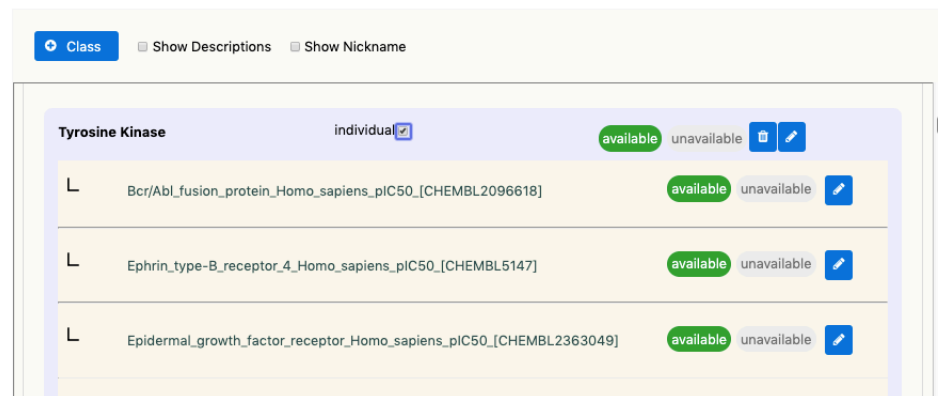 Class Show Descriptions Show Nickname
Tyrosine Kinase individual available unavailable
Bcr/Abl_fusion_protein_Homo_sapiens_pIC50_[CHEMBL2096618] available unavailable
Ephrin_type-B_receptor_4_Homo_sapiens_pIC50_[CHEMBL5147] available unavailable
Epidermal_growth_factor_receptor_Homo_sapiens_pIC50_[CHEMBL2363049] available unavailable